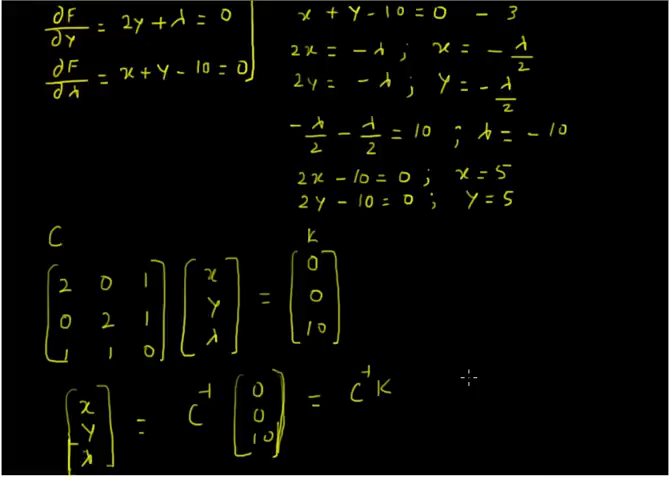 ∂F/∂Y = 2Y + λ = 0
∂F/∂λ = x + Y - 10 = 0
x + Y - 10 = 0 - 3
2x = - λ ; x = - λ/2
2Y = - λ ; Y = - λ/2
- λ/2 - λ/2 = 10 ; λ = - 10
2x - 10 = 0 ; x = 5
2Y - 10 = 0 ; Y = 5
C K
[2 0 1] [x] = [0]
[0 2 1] [Y] [0]
[1 1 0] [λ] [10]
[x] = C⁻¹ [0] = C⁻¹ K
[Y] [0]
[λ] [10]